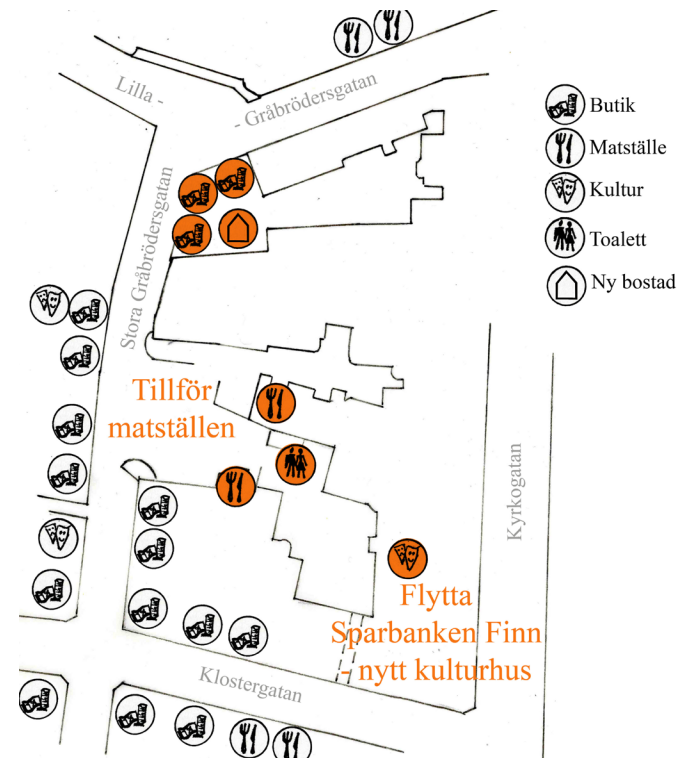 Lilla -
- Gråbrödersgatan
Stora Gråbrödersgatan
Butik
Matställe
Kultur
Toalett
Ny bostad
Tillför
matställen
Kyrkogatan
Flytta
Sparbanken Finn
- nytt kulturhus
Klostergatan